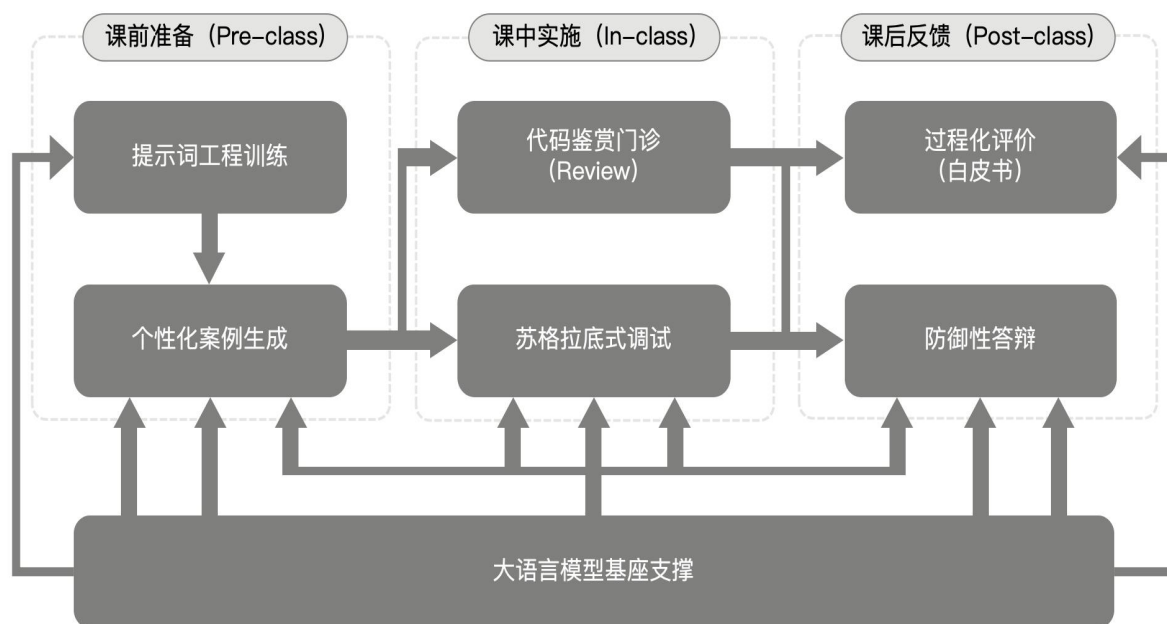 课前准备（Pre-class）
课中实施（In-class）
课后反馈（Post-class）
提示词工程训练
代码鉴赏门诊
（Review）
过程化评价
（白皮书）
个性化案例生成
苏格拉底式调试
防御性答辩
大语言模型基座支撑